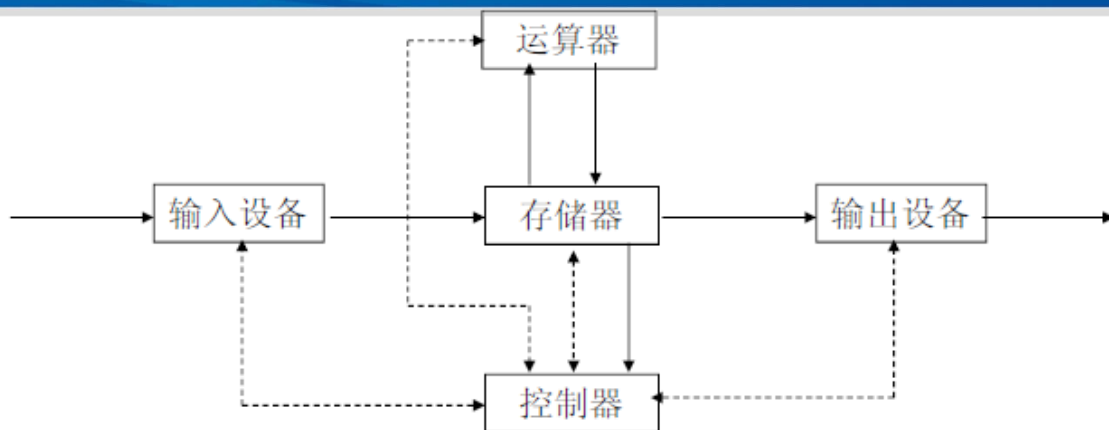 运算器
输入设备
存储器
输出设备
控制器